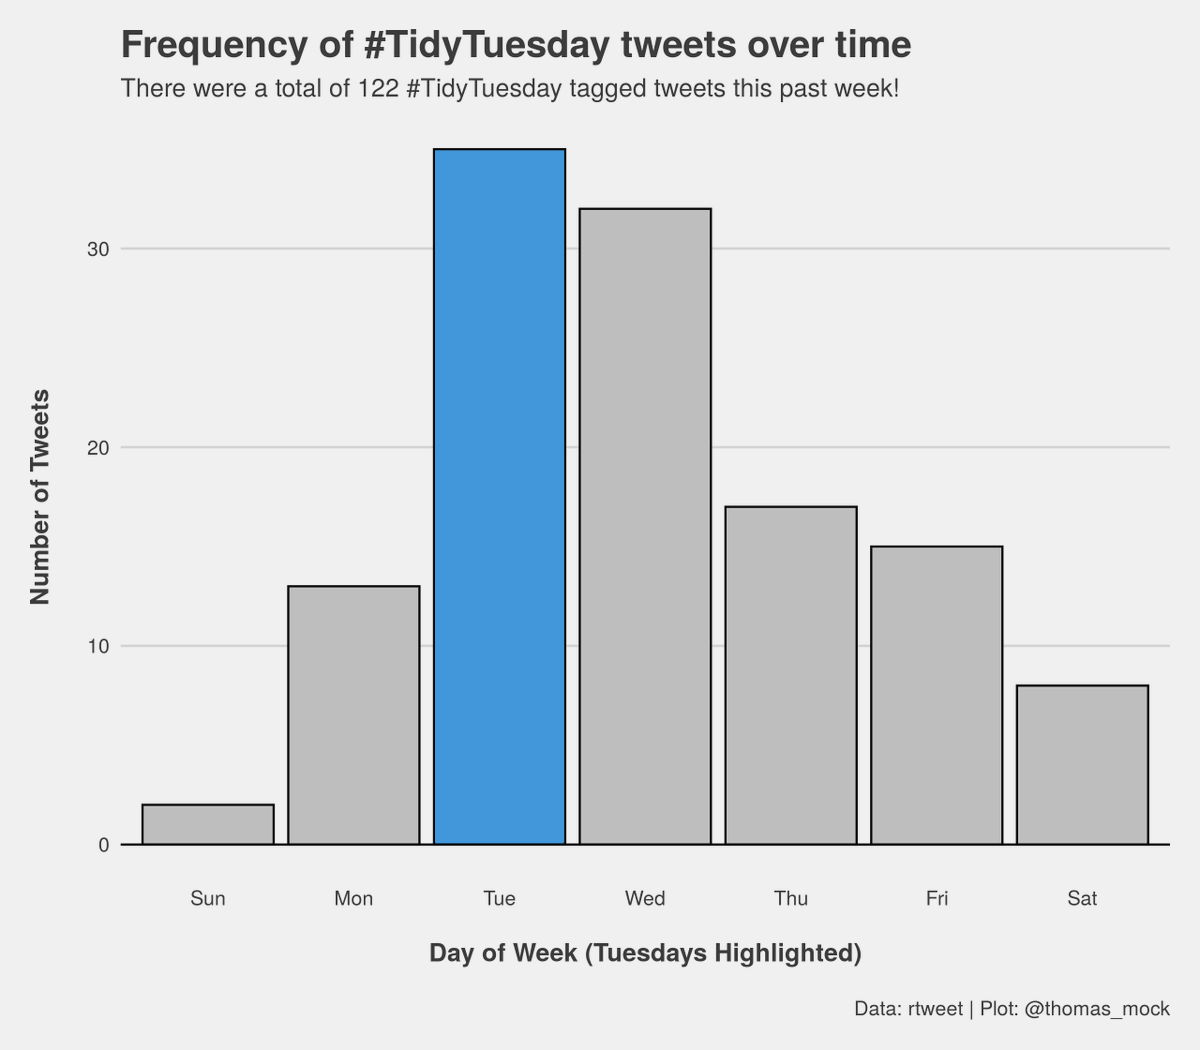 Frequency of #TidyTuesday tweets over time
There were a total of 122 #TidyTuesday tagged tweets this past week!
Number of Tweets
30
20
10
0
Sun Mon Tue Wed Thu Fri Sat
Day of Week (Tuesdays Highlighted)
Data: rtweet | Plot: @thomas_mock